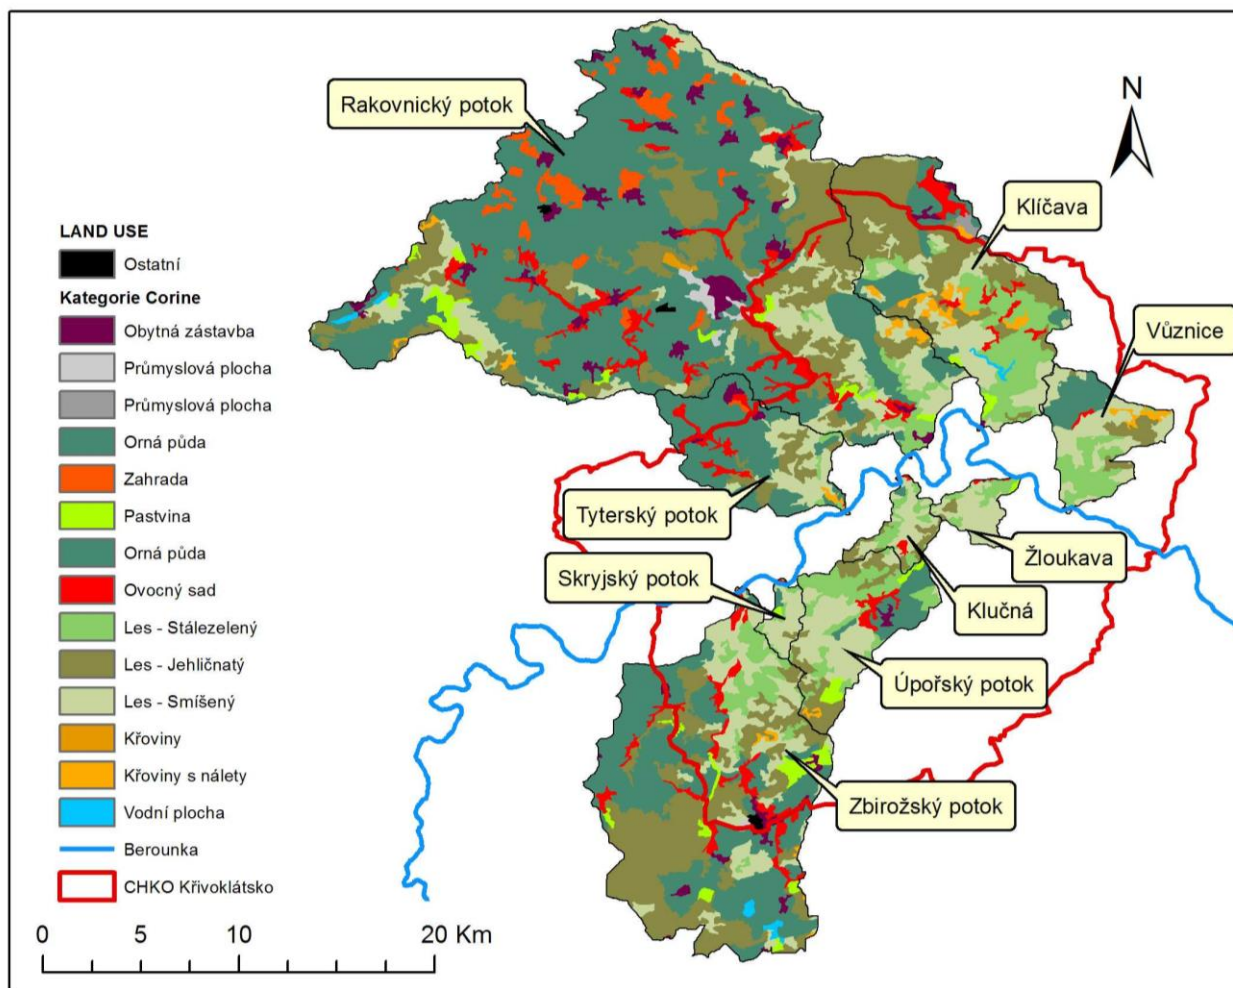 Rakovnický potok
N
Klíčava
Vůznice
Tyterský potok
Skryjský potok
Žloukava
Klučná
Úpořský potok
Zbirožský potok
LAND USE
Ostatní
Kategorie Corine
Obytná zástavba
Průmyslová plocha
Průmyslová plocha
Orná půda
Zahrada
Pastvina
Orná půda
Ovocný sad
Les - Stálezelený
Les - Jehličnatý
Les - Smíšený
Křoviny
Křoviny s nálety
Vodní plocha
Berounka
CHKO Křivoklátsko
0 5 10 20 Km